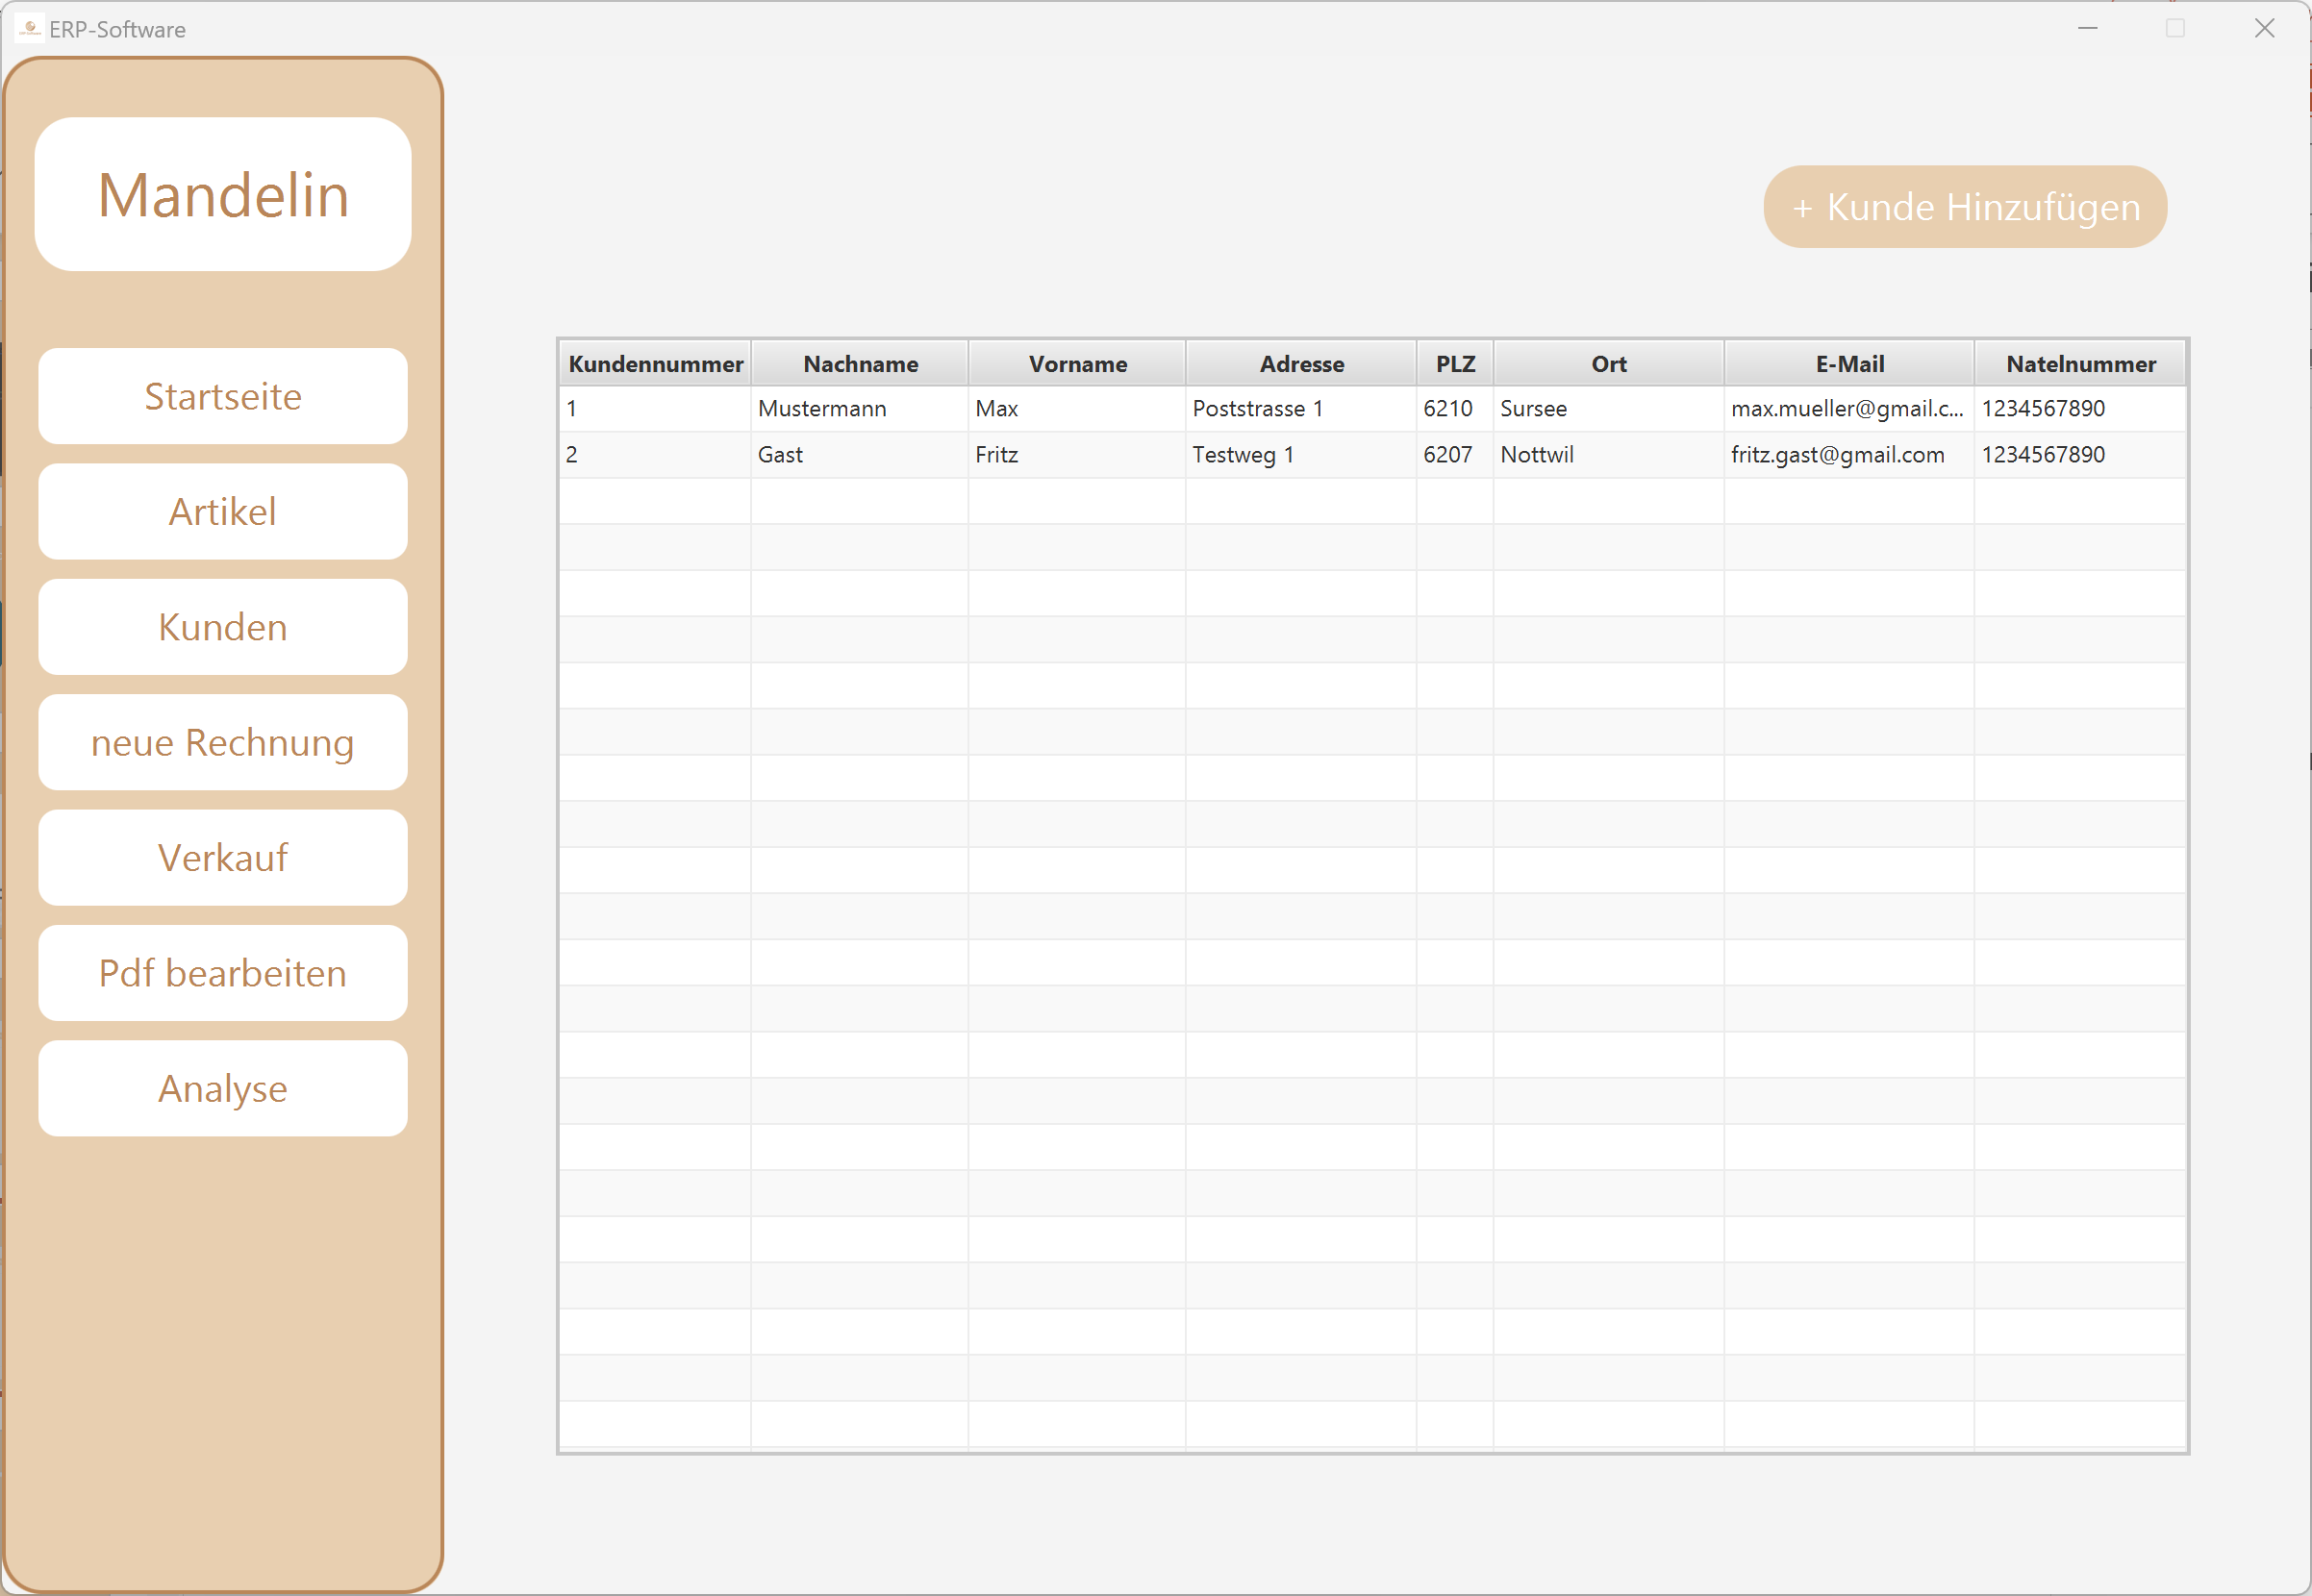 ERP-Software
Mandelin
Startseite
Artikel
Kunden
neue Rechnung
Verkauf
Pdf bearbeiten
Analyse
+ Kunde Hinzufügen
Kundennummer Nachname Vorname Adresse PLZ Ort E-Mail Natelnummer
1 Mustermann Max Poststrasse 1 6210 Sursee max.mueller@gmail.c... 1234567890
2 Gast Fritz Testweg 1 6207 Nottwil fritz.gast@gmail.com 1234567890